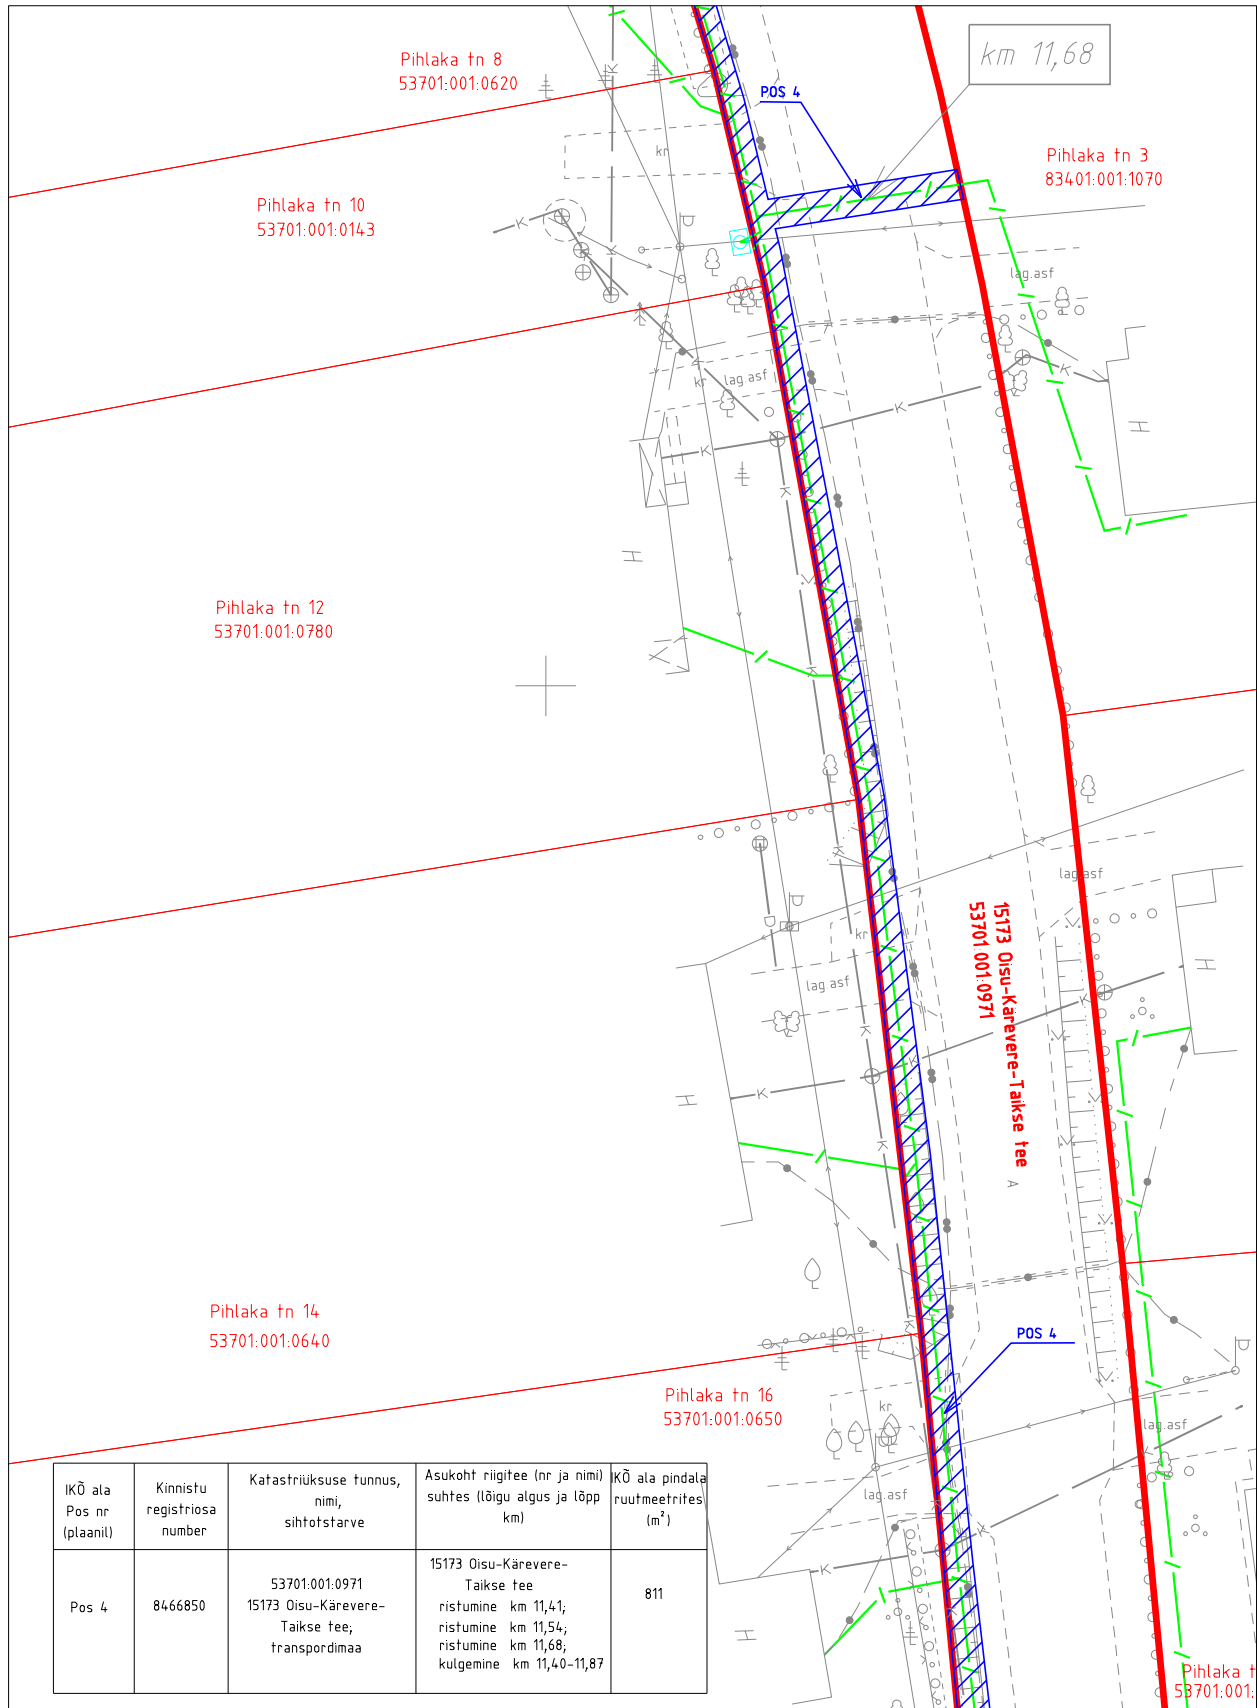 Pihlaka tn 8
53701:001:0620
km 11,68
POS 4
Pihlaka tn 3
83401:001:1070
kr
Pihlaka tn 10
53701:001:0143
lag.asf
kr
lag.asf
Pihlaka tn 12
53701:001:0780
lag.asf
kr
lag.asf
15173 Oisu-Kärevere-Taikse tee
53701:001:0971
A
Pihlaka tn 14
53701:001:0640
POS 4
Pihlaka tn 16
53701:001:0650
kr
lag.asf
lag.asf
IKÕ ala
Pos nr
(plaanil)
Kinnistu
registriosa
number
Katastriüksuse tunnus,
nimi,
sihtotstarve
Asukoht riigitee (nr ja nimi)
suhtes (lõigu algus ja lõpp
km)
IKÕ ala pindala
ruutmeetrites
(m²)
Pos 4
8466850
53701:001:0971
15173 Oisu-Kärevere-
Taikse tee;
transpordimaa
15173 Oisu-Kärevere-
Taikse tee
ristumine km 11,41;
ristumine km 11,54;
ristumine km 11,68;
kulgemine km 11,40-11,87
811
Pihlaka t
53701:001: